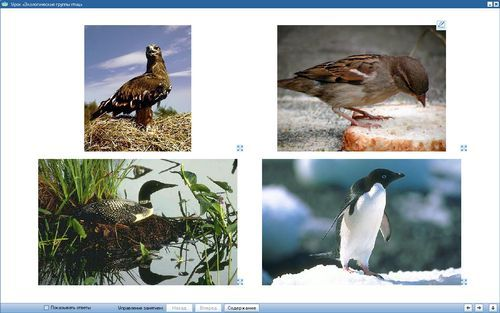 Урок «Экологические группы птиц»
Показывать ответы Управление занятием Назад Вперед Содержание